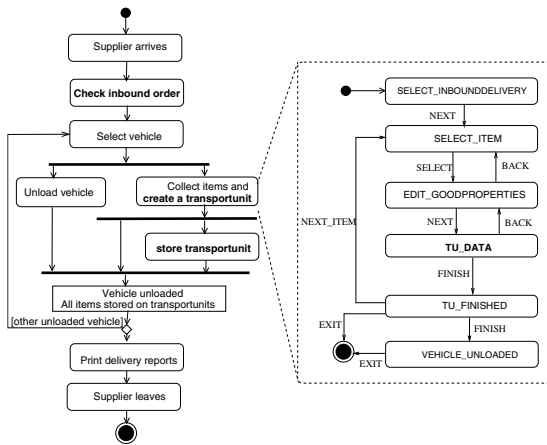 Supplier arrives
Check inbound order
Select vehicle
Unload vehicle
Collect items and
create a transportunit
store transportunit
Vehicle unloaded
All items stored on transportunits
[other unloaded vehicle]
Print delivery reports
Supplier leaves
SELECT_INBOUNDDELIVERY
NEXT
SELECT_ITEM
SELECT
BACK
EDIT_GOODPROPERTIES
NEXT_ITEM
NEXT
BACK
TU_DATA
FINISH
TU_FINISHED
EXIT
FINISH
VEHICLE_UNLOADED
EXIT